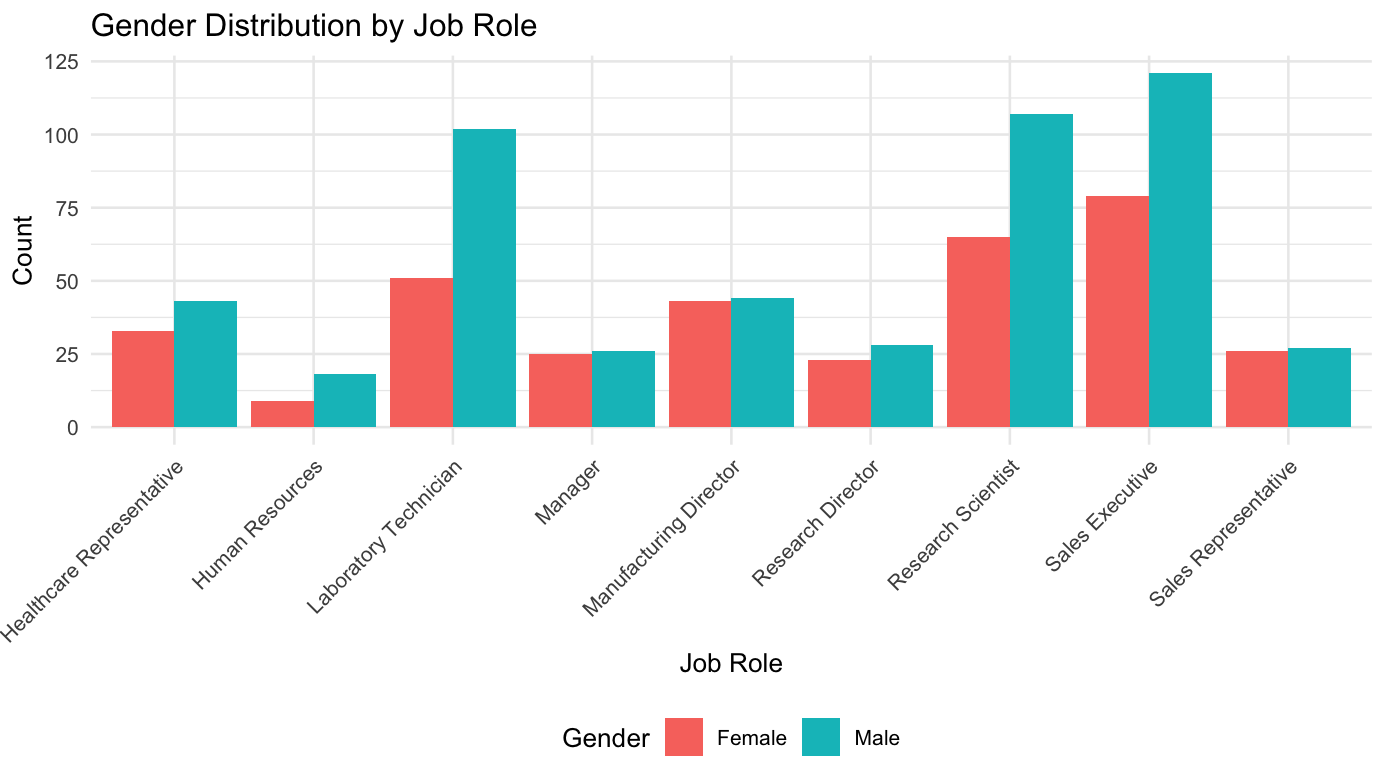 Gender Distribution by Job Role
Count
125
100
75
50
25
0
Healthcare Representative
Human Resources
Laboratory Technician
Manager
Manufacturing Director
Research Director
Research Scientist
Sales Executive
Sales Representative
Job Role
Gender Female Male